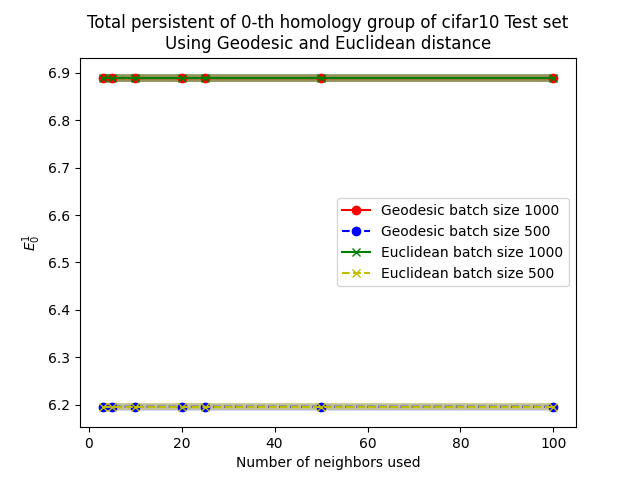 Total persistent of 0-th homology group of cifar10 Test set
Using Geodesic and Euclidean distance
6.9
6.8
6.7
6.6
6.5
6.4
6.3
6.2
E_0^1
Geodesic batch size 1000
Geodesic batch size 500
Euclidean batch size 1000
Euclidean batch size 500
0 20 40 60 80 100
Number of neighbors used